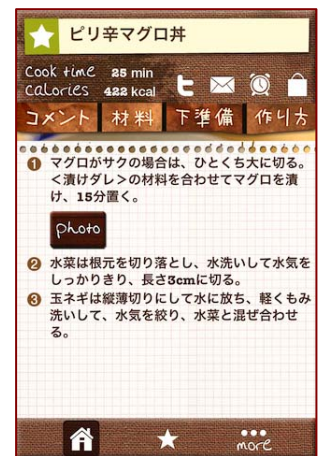 ピリ辛マグロ丼
Cook time 25 min
Calories 422 kcal
コメント 材料 下準備 作り方
1 マグロがサクの場合は、ひとくち大に切る。
<漬けダレ>の材料を合わせてマグロを漬
け、15分置く。
photo
2 水菜は根元を切り落とし、水洗いして水気を
しっかりきり、長さ3cmに切る。
3 玉ネギは縦薄切りにして水に放ち、軽くもみ
洗いして、水気を絞り、水菜と混ぜ合わせ
る。
more